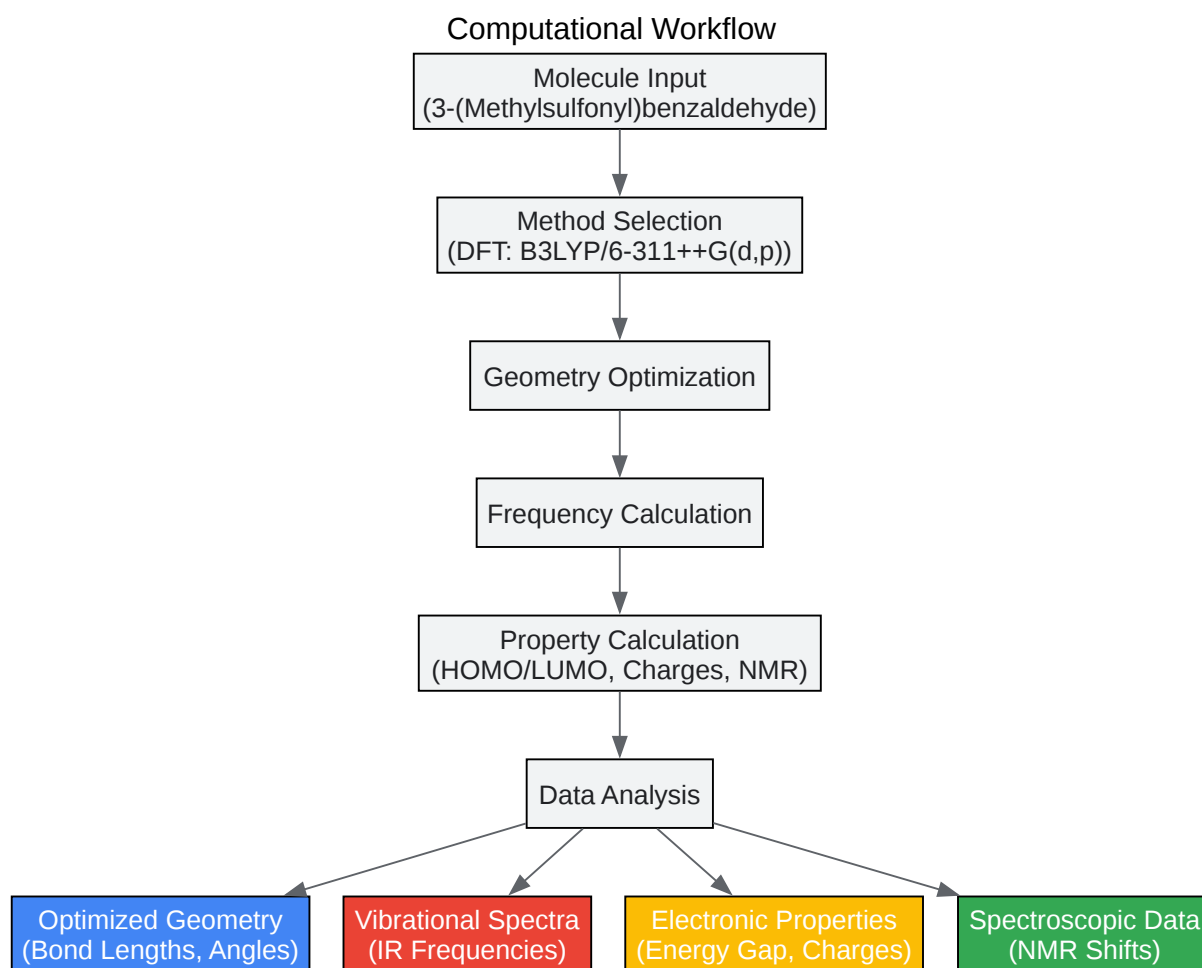 Computational Workflow
Molecule Input
(3-(Methylsulfonyl)benzaldehyde)
Method Selection
(DFT: B3LYP/6-311++G(d,p))
Geometry Optimization
Frequency Calculation
Property Calculation
(HOMO/LUMO, Charges, NMR)
Data Analysis
Optimized Geometry
(Bond Lengths, Angles)
Vibrational Spectra
(IR Frequencies)
Electronic Properties
(Energy Gap, Charges)
Spectroscopic Data
(NMR Shifts)